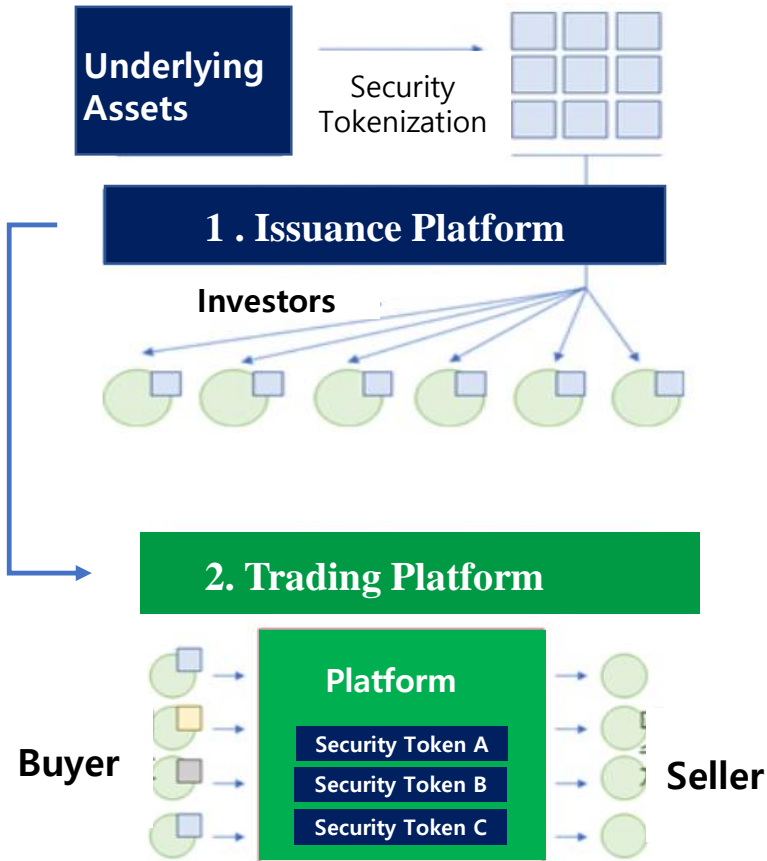 Underlying
Assets
Security
Tokenization
1 . Issuance Platform
Investors
2. Trading Platform
Platform
Security Token A
Security Token B
Security Token C
Buyer
Seller